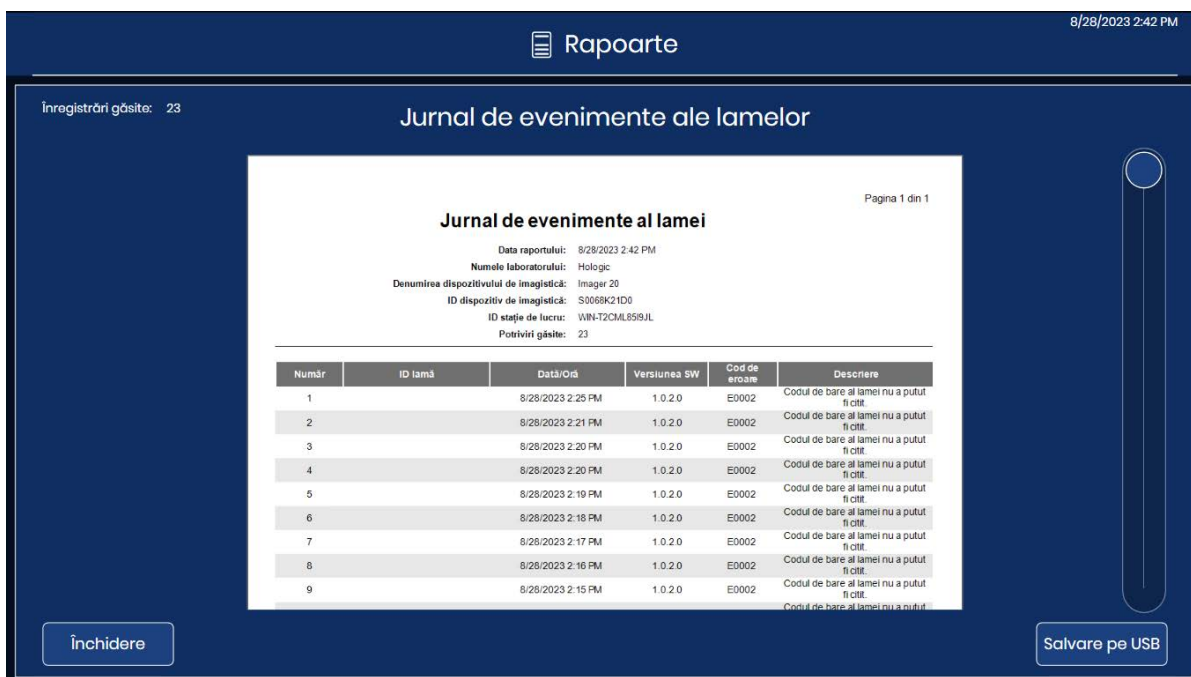 8/28/2023 2:42 PM
Rapoarte
Înregistrări găsite: 23
Jurnal de evenimente ale lamelor
Pagina 1 din 1
Jurnal de evenimente al lamei
Data raportului: 8/28/2023 2:42 PM
Numele laboratorului: Hologic
Denumirea dispozitivului de imagistică: Imager 20
ID dispozitiv de imagistică: S0068K21D0
ID stație de lucru: WIN-T2CML85I9JL
Potriviri găsite: 23
Număr ID lamă Dată/Oră Versiunea SW Cod de eroare Descriere
1 8/28/2023 2:25 PM 1.0.2.0 E0002 Codul de bare al lamei nu a putut fi citit.
2 8/28/2023 2:21 PM 1.0.2.0 E0002 Codul de bare al lamei nu a putut fi citit.
3 8/28/2023 2:20 PM 1.0.2.0 E0002 Codul de bare al lamei nu a putut fi citit.
4 8/28/2023 2:20 PM 1.0.2.0 E0002 Codul de bare al lamei nu a putut fi citit.
5 8/28/2023 2:19 PM 1.0.2.0 E0002 Codul de bare al lamei nu a putut fi citit.
6 8/28/2023 2:18 PM 1.0.2.0 E0002 Codul de bare al lamei nu a putut fi citit.
7 8/28/2023 2:17 PM 1.0.2.0 E0002 Codul de bare al lamei nu a putut fi citit.
8 8/28/2023 2:16 PM 1.0.2.0 E0002 Codul de bare al lamei nu a putut fi citit.
9 8/28/2023 2:15 PM 1.0.2.0 E0002 Codul de bare al lamei nu a putut fi citit.
Codul de bare al lamei nu a putut
Închidere
Salvare pe USB